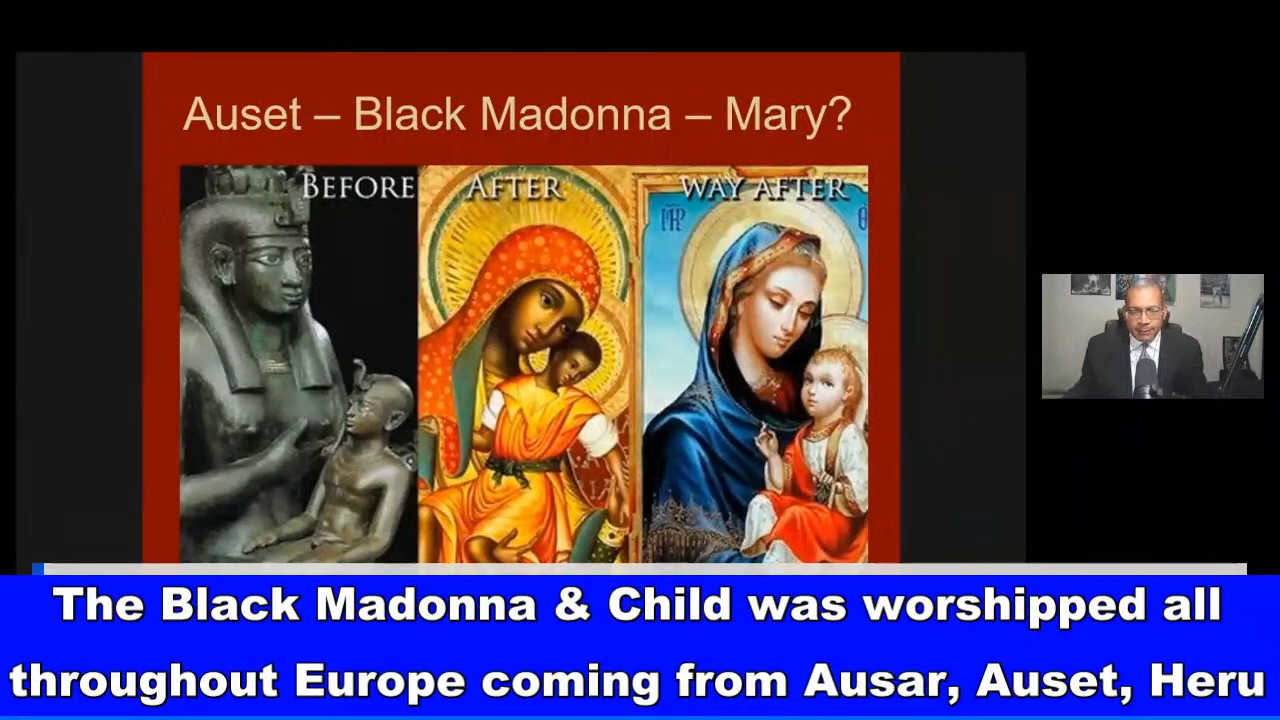 Auset – Black Madonna – Mary?
BEFORE
AFTER
WAY AFTER
The Black Madonna & Child was worshipped all
throughout Europe coming from Ausar, Auset, Heru